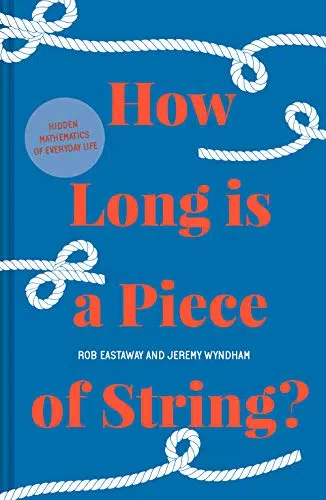 How
HIDDEN
MATHEMATICS
OF EVERYDAY LIFE
Long is
a Piece
ROB EASTAWAY AND JEREMY WYNDHAM
of String?